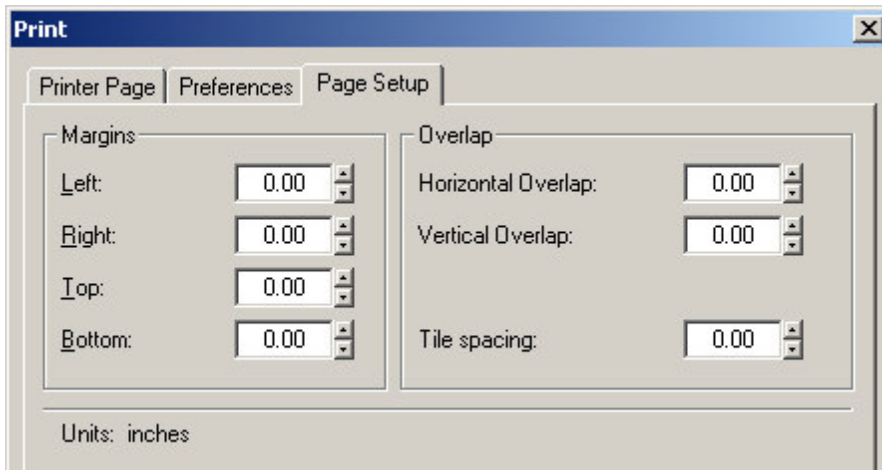 Print
Printer Page Preferences Page Setup
Margins
Left: 0.00
Right: 0.00
Top: 0.00
Bottom: 0.00
Overlap
Horizontal Overlap: 0.00
Vertical Overlap: 0.00
Tile spacing: 0.00
Units: inches